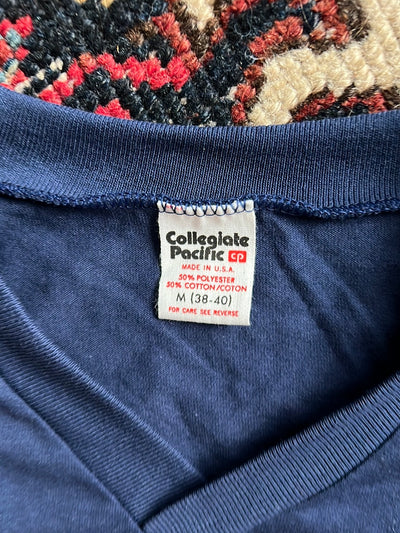 Collegiate
Pacific CP
MADE IN U.S.A.
50% POLYESTER
50% COTTON/COTON
M (38-40)
FOR CARE SEE REVERSE